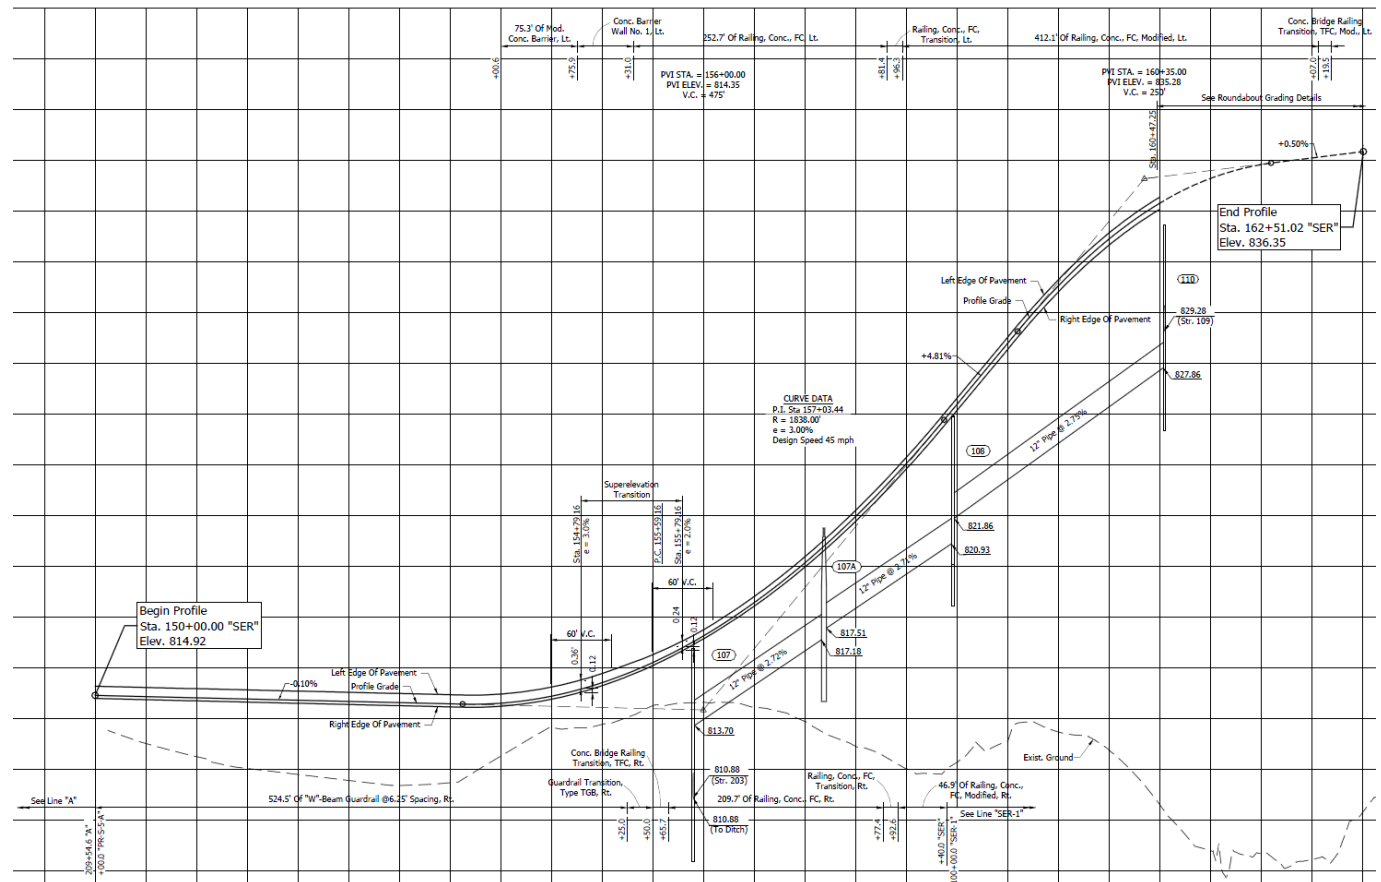 75.3' Of Mod.
Conc. Barrier, Lt.
Conc. Barrier
Wall No. 1, Lt.
252.7' Of Railing, Conc., FC, Lt.
Railing, Conc., FC,
Transition, Lt.
412.1' Of Railing, Conc., FC, Modified, Lt.
Conc. Bridge Railing
Transition, TFC, Mod., Lt.
+00.6
+75.9
+31.0
+81.4
+96.3
+07.0
+19.5
PVI STA. = 156+00.00
PVI ELEV. = 814.35
V.C. = 475'
PVI STA. = 160+35.00
PVI ELEV. = 835.28
V.C. = 250'
See Roundabout Grading Details
Sta. 160+47.25
+0.50%
End Profile
Sta. 162+51.02 "SER"
Elev. 836.35
Left Edge Of Pavement
Profile Grade
Right Edge Of Pavement
110
829.28
(Str. 109)
+4.81%
827.86
CURVE DATA
P.I. Sta 157+03.44
R = 1838.00'
e = 3.00%
Design Speed 45 mph
12" Pipe @ 2.75%
108
Superelevation
Transition
Sta. 154+79.16
e = 3.0%
P.C. 155+59.16
Sta. 155+79.16
e = 2.0%
821.86
820.93
107A
12" Pipe @ 2.71%
60' V.C.
0.24
0.12
Begin Profile
Sta. 150+00.00 "SER"
Elev. 814.92
60' V.C.
0.36'
0.12
107
817.51
817.18
12" Pipe @ 2.72%
Left Edge Of Pavement
-0.10%
Profile Grade
Right Edge Of Pavement
813.70
Conc. Bridge Railing
Transition, TFC, Rt.
Exist. Ground
Guardrail Transition,
Type TGB, Rt.
810.88
(Str. 203)
Railing, Conc., FC,
Transition, Rt.
46.9' Of Railing, Conc.,
FC, Modified, Rt.
See Line "A"
524.5' Of "W"-Beam Guardrail @6.25' Spacing, Rt.
209.7' Of Railing, Conc., FC, Rt.
See Line "SER-1"
810.88
(To Ditch)
209+54.6 "A"
+00.0 "PR-S-5-A"
+25.0
+50.0
+65.7
+77.4
+92.6
+40.0 "SER"
100+00.0 "SER-1"